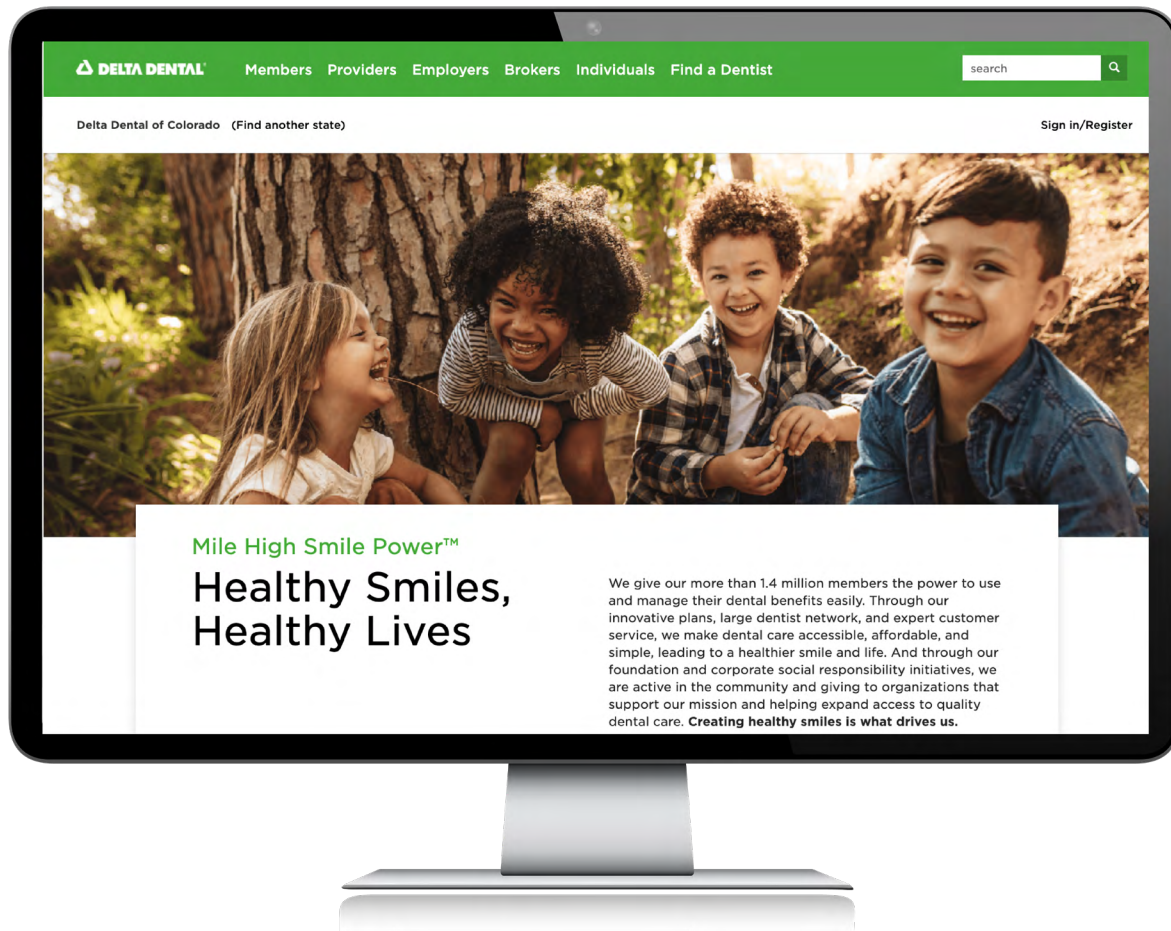 DELTA DENTAL®
Members Providers Employers Brokers Individuals Find a Dentist
search
Delta Dental of Colorado (Find another state)
Sign in/Register
Mile High Smile Power™
Healthy Smiles,
Healthy Lives
We give our more than 1.4 million members the power to use
and manage their dental benefits easily. Through our
innovative plans, large dentist network, and expert customer
service, we make dental care accessible, affordable, and
simple, leading to a healthier smile and life. And through our
foundation and corporate social responsibility initiatives, we
are active in the community and giving to organizations that
support our mission and helping expand access to quality
dental care. Creating healthy smiles is what drives us.